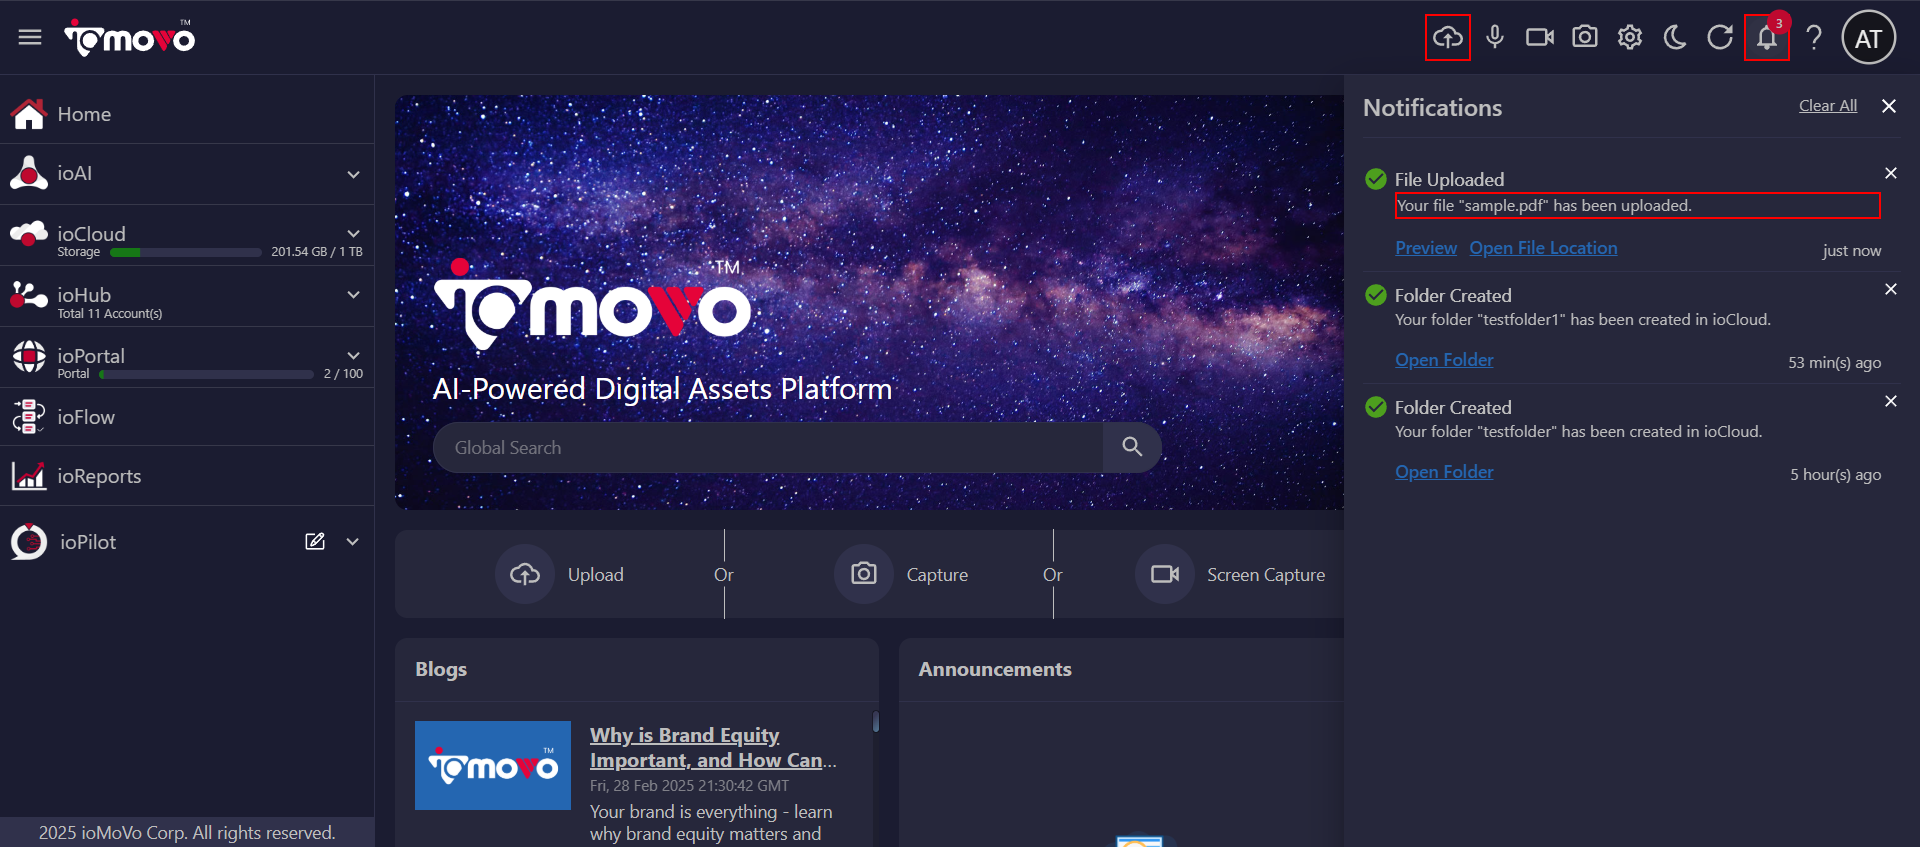 iomovo™
3
AT
Home
ioAI
ioCloud
Storage 201.54 GB / 1 TB
ioHub
Total 11 Account(s)
ioPortal
Portal 2 / 100
ioFlow
ioReports
ioPilot
2025 ioMoVo Corp. All rights reserved.
iomovo™
AI-Powered Digital Assets Platform
Global Search
Upload
Or
Capture
Or
Screen Capture
Blogs
iomovo™
Why is Brand Equity
Important, and How Can...
Fri, 28 Feb 2025 21:30:42 GMT
Your brand is everything - learn
why brand equity matters and
Announcements
Notifications
Clear All
File Uploaded
Your file "sample.pdf" has been uploaded.
Preview Open File Location
just now
Folder Created
Your folder "testfolder1" has been created in ioCloud.
Open Folder
53 min(s) ago
Folder Created
Your folder "testfolder" has been created in ioCloud.
Open Folder
5 hour(s) ago